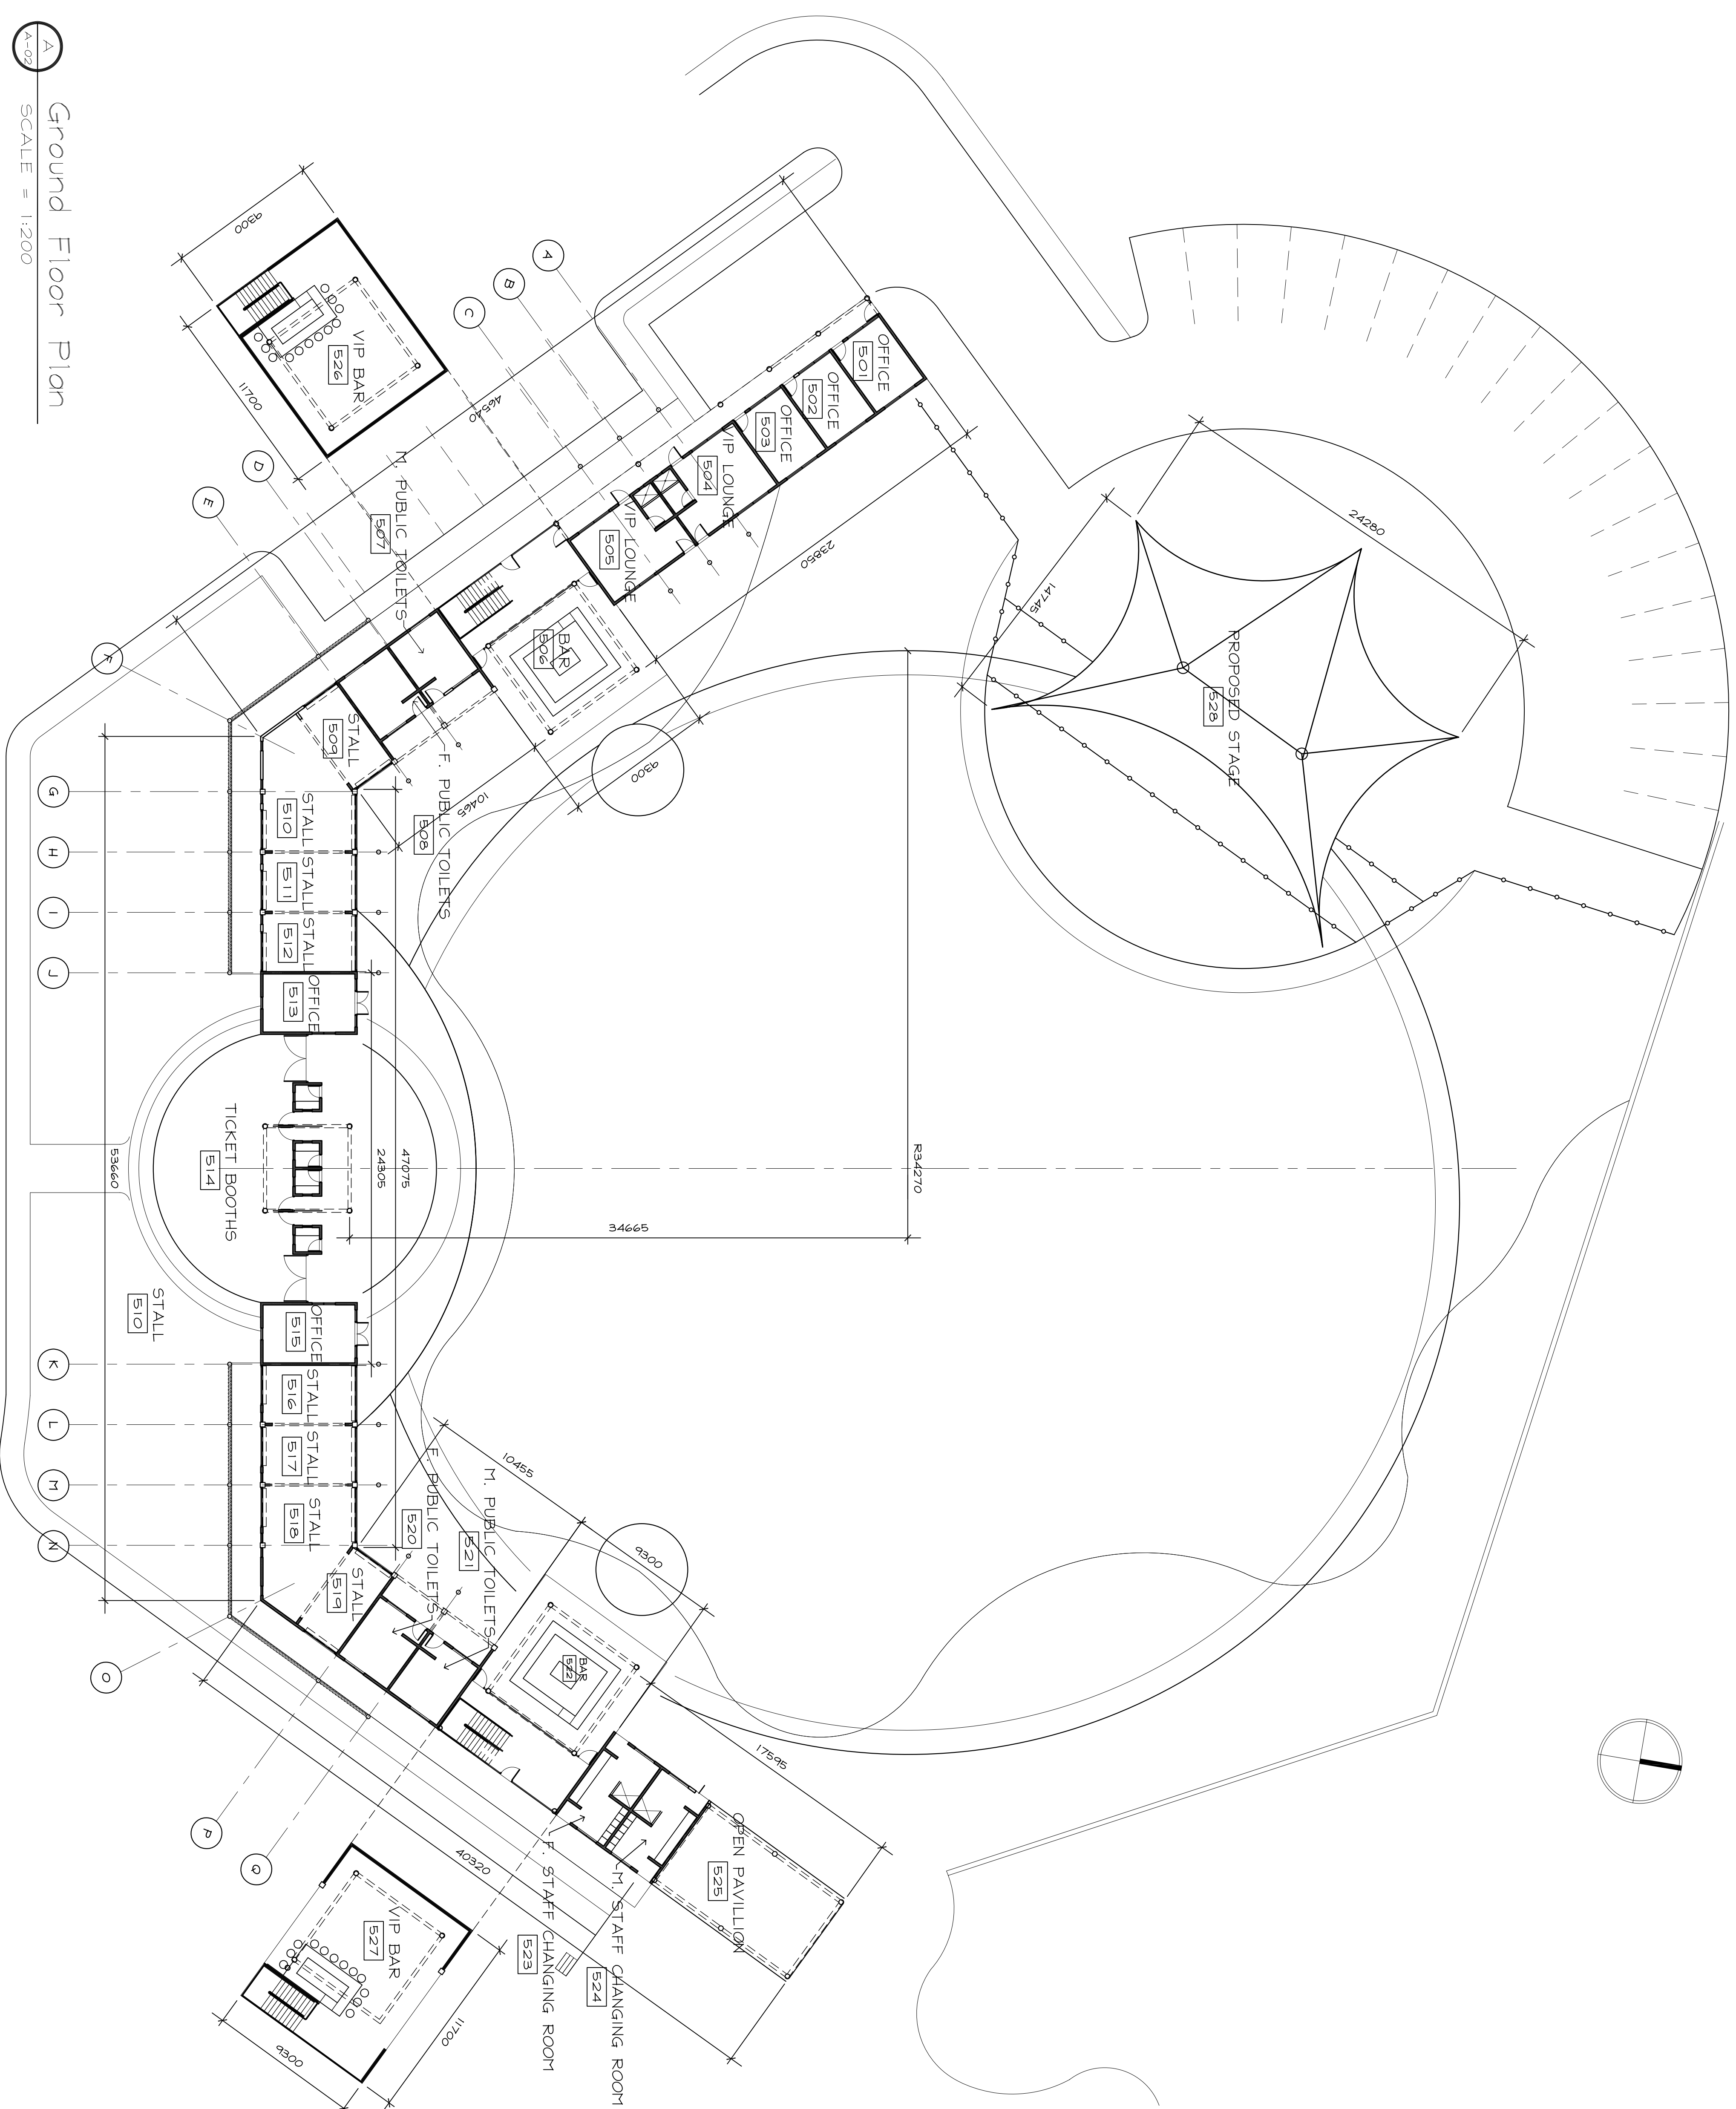 A
A-02
Ground Floor Plan
SCALE = 1:200
OFFICE
501
OFFICE
502
OFFICE
503
VIP LOUNGE
504
VIP LOUNGE
505
BAR
506
M. PUBLIC TOILETS
507
F. PUBLIC TOILETS
508
STALL
509
STALL
510
STALL
511
STALL
512
OFFICE
513
TICKET BOOTHS
514
STALL
510
OFFICE
515
STALL
516
STALL
517
STALL
518
STALL
519
F. PUBLIC TOILETS
520
M. PUBLIC TOILETS
521
BAR
522
F. STAFF CHANGING ROOM
523
M. STAFF CHANGING ROOM
524
OPEN PAVILLION
525
VIP BAR
526
VIP BAR
527
PROPOSED STAGE
528
A
B
C
D
E
F
G
H
I
J
K
L
M
N
O
P
Q
9300
11700
46540
23850
14745
24280
9300
10465
R34270
34665
47075
24305
53660
10455
9300
17595
40320
11700
9300